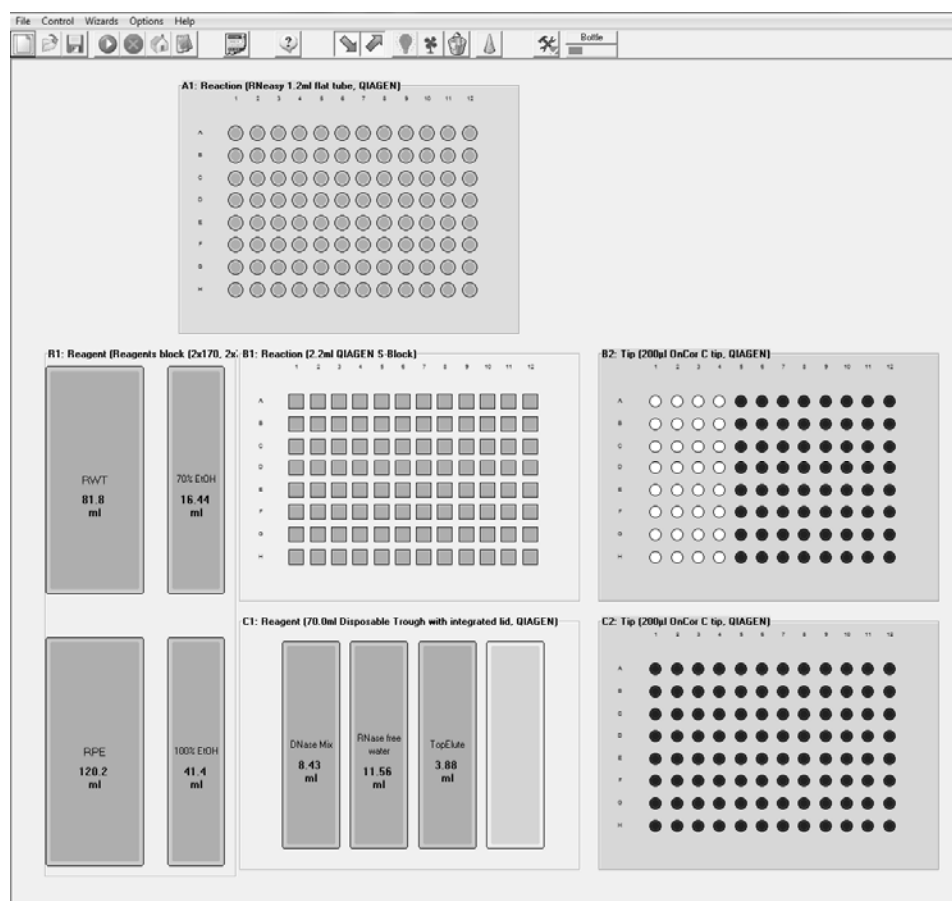 File Control Wizards Options Help
Bottle
A1: Reaction (RNeasy 1.2ml flat tube, QIAGEN)
1 2 3 4 5 6 7 8 9 10 11 12
A
B
C
D
E
F
G
H
R1: Reagent (Reagents block (2x170, 2x
RWT
81.8
ml
70% EtOH
16.44
ml
RPE
120.2
ml
100% EtOH
41.4
ml
B1: Reaction (2.2ml QIAGEN S-Block)
1 2 3 4 5 6 7 8 9 10 11 12
A
B
C
D
E
F
G
H
B2: Tip (200µl OnCor C tip, QIAGEN)
1 2 3 4 5 6 7 8 9 10 11 12
A
B
C
D
E
F
G
H
C1: Reagent (70.0ml Disposable Trough with integrated lid, QIAGEN)
DNase Mix
8.43
ml
RNase free
water
11.56
ml
TopElute
3.88
ml
C2: Tip (200µl OnCor C tip, QIAGEN)
1 2 3 4 5 6 7 8 9 10 11 12
A
B
C
D
E
F
G
H